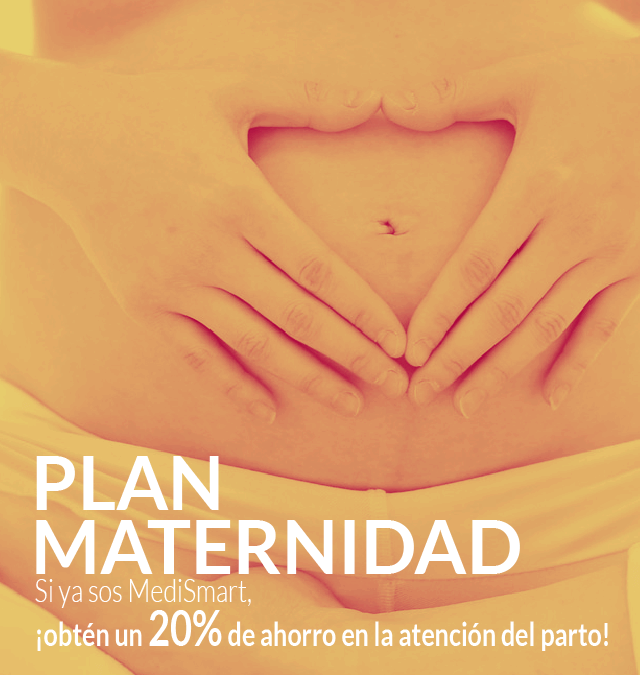 PLAN
MATERNIDAD
Si ya sos MediSmart,
¡obtén un 20% de ahorro en la atención del parto!